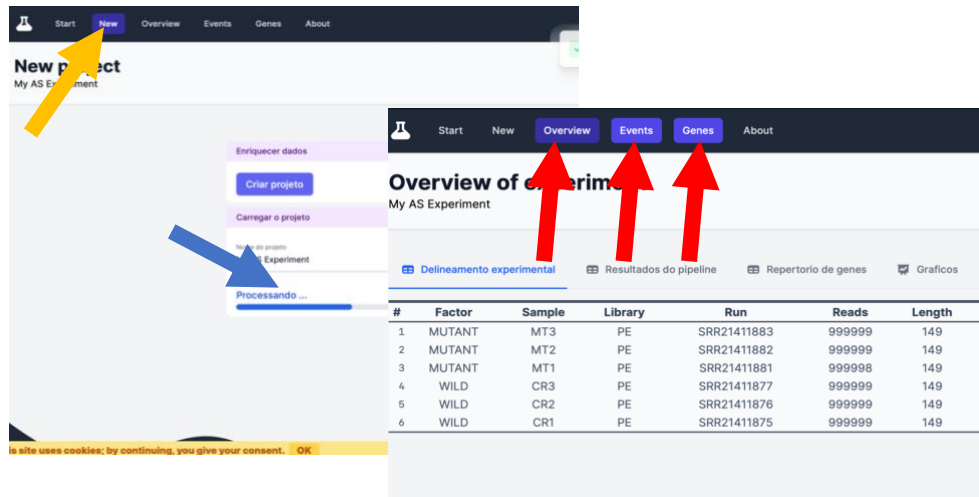 Start New Overview Events Genes About
New project
My AS Experiment
Enriquecer dados
Criar projeto
Carregar o projeto
Nome do projeto
AS Experiment
Processando ...
is site uses cookies; by continuing, you give your consent. OK
Start New Overview Events Genes About
Overview of experiment
My AS Experiment
Delineamento experimental Resultados do pipeline Repertorio de genes Graficos
# Factor Sample Library Run Reads Length
1 MUTANT MT3 PE SRR21411883 999999 149
2 MUTANT MT2 PE SRR21411882 999999 149
3 MUTANT MT1 PE SRR21411881 999998 149
4 WILD CR3 PE SRR21411877 999999 149
5 WILD CR2 PE SRR21411876 999999 149
6 WILD CR1 PE SRR21411875 999999 149